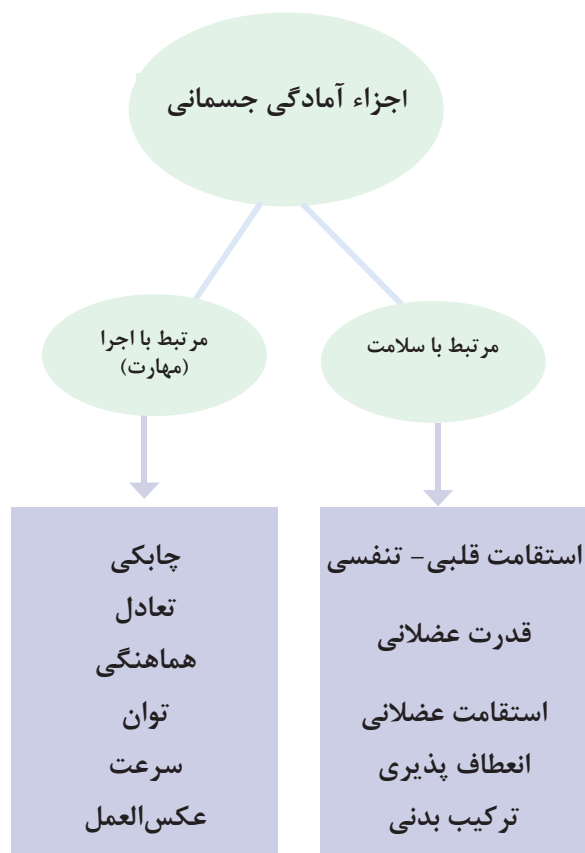 اجزاء آمادگی جسمانی
مرتبط با سلامت
مرتبط با اجرا
(مهارت)
استقامت قلبی- تنفسی
قدرت عضلانی
استقامت عضلانی
انعطاف پذیری
ترکیب بدنی
چابکی
تعادل
هماهنگی
توان
سرعت
عکس‌العمل